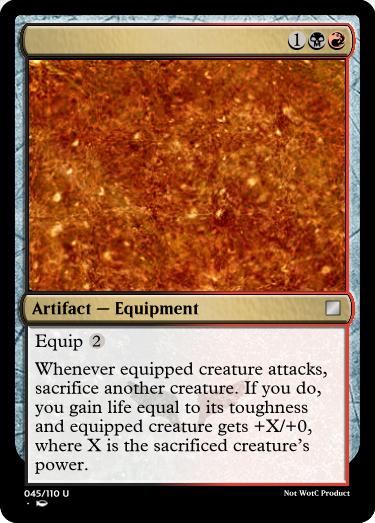 1
Artifact — Equipment
Equip 2
Whenever equipped creature attacks,
sacrifice another creature. If you do,
you gain life equal to its toughness
and equipped creature gets +X/+0,
where X is the sacrificed creature's
power.
045/110 U
Not WotC Product